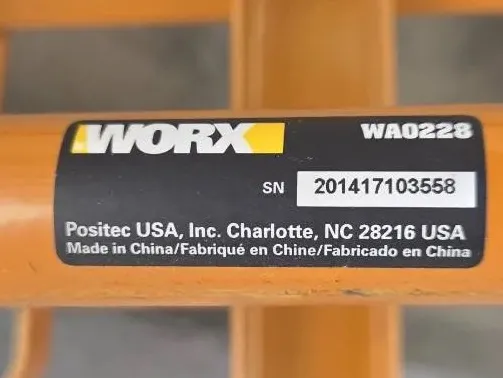 WORX
WA0228
SN 201417103558
Positec USA, Inc. Charlotte, NC 28216 USA
Made in China/Fabriqué en Chine/Fabricado en China